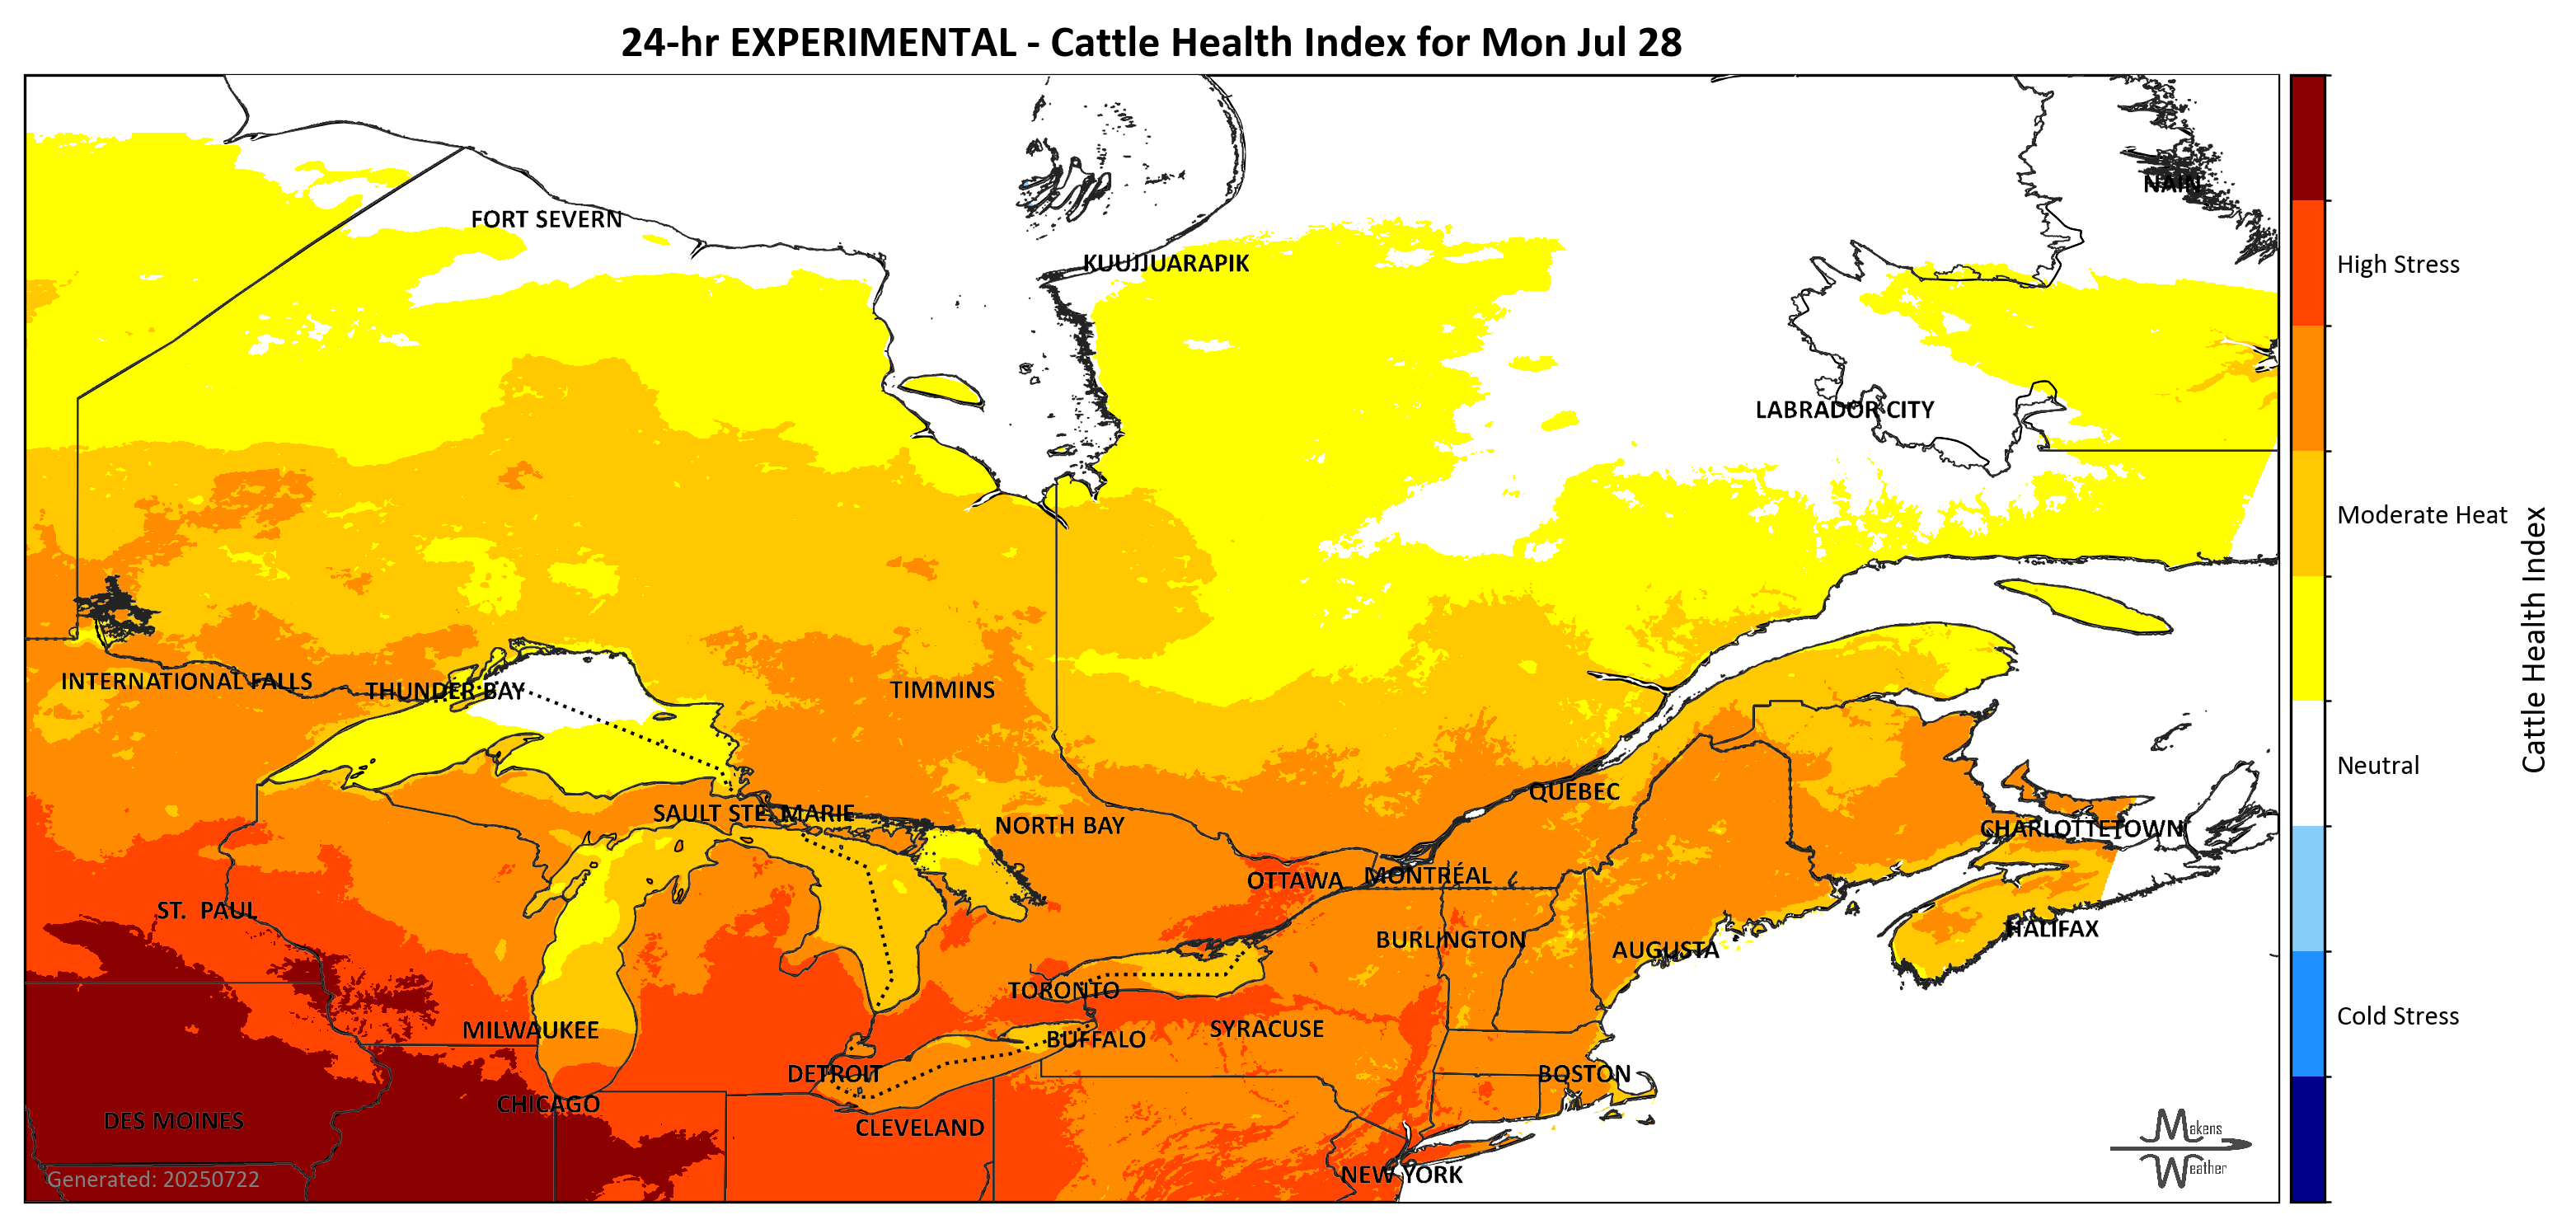 24-hr EXPERIMENTAL - Cattle Health Index for Mon Jul 28
NAIN
FORT SEVERN
KUUJJUARAPIK
High Stress
LABRADOR CITY
Moderate Heat
Cattle Health Index
INTERNATIONAL FALLS
THUNDER BAY
TIMMINS
Neutral
QUEBEC
SAULT STE. MARIE
NORTH BAY
CHARLOTTETOWN
OTTAWA
MONTRÉAL
ST. PAUL
HALIFAX
BURLINGTON
AUGUSTA
TORONTO
Cold Stress
MILWAUKEE
SYRACUSE
BUFFALO
DETROIT
BOSTON
CHICAGO
DES MOINES
CLEVELAND
Makens
Weather
NEW YORK
Generated: 20250722